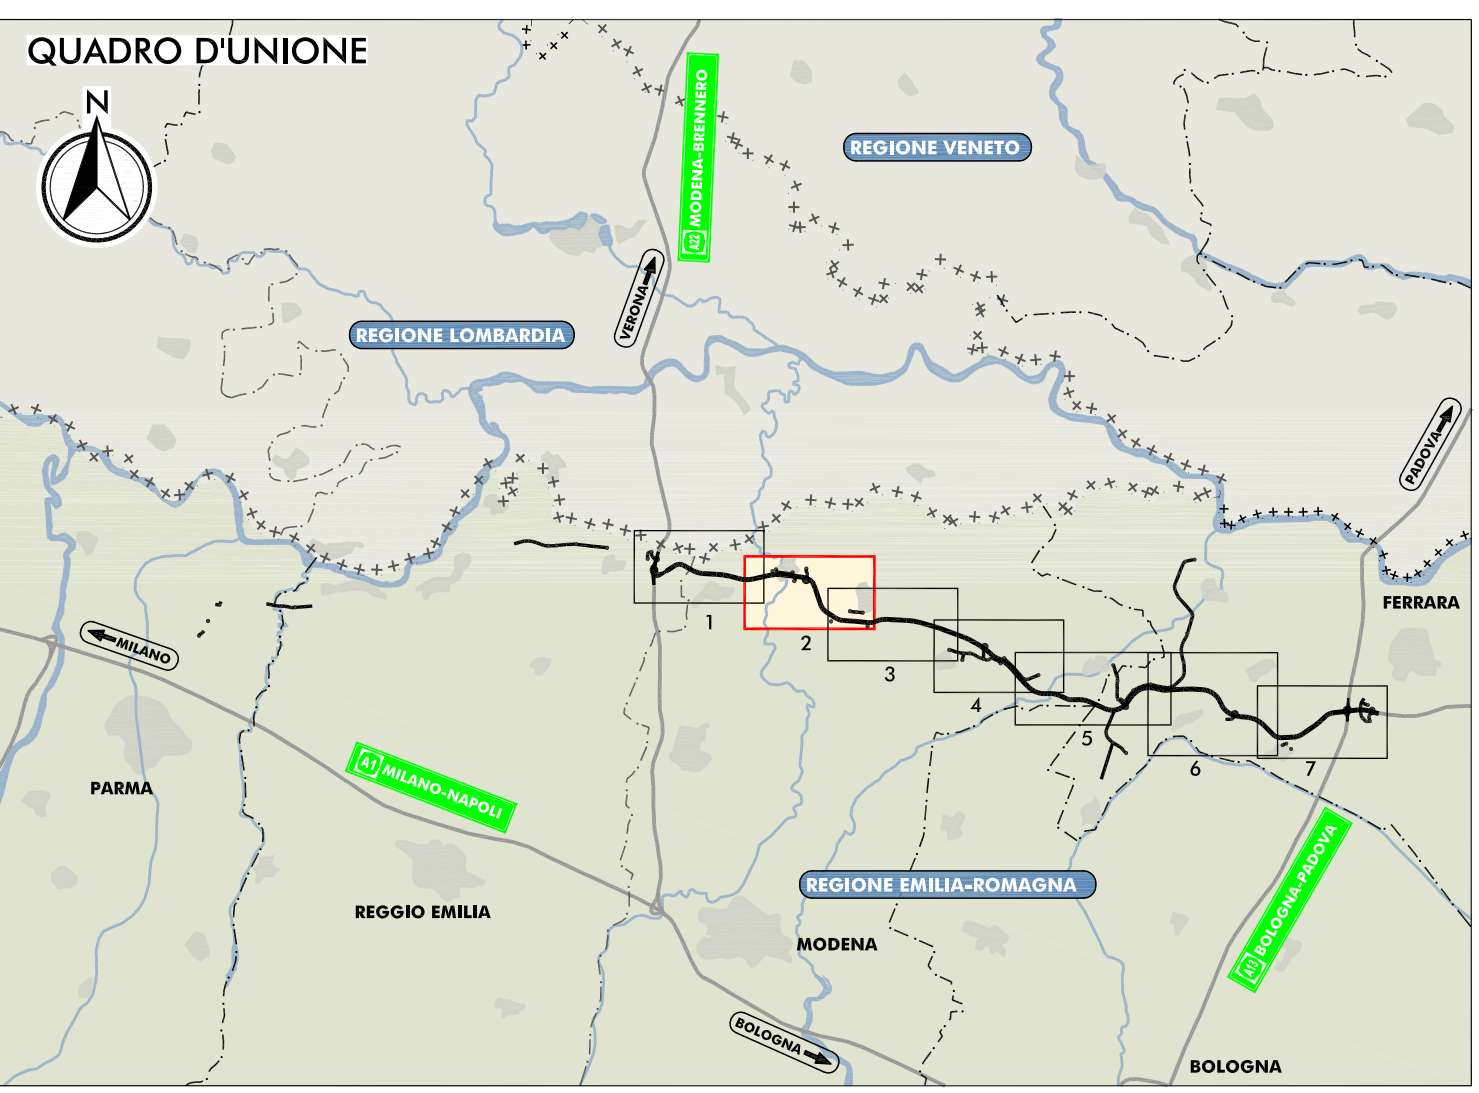 QUADRO D'UNIONE
N
A22 MODENA-BRENNERO
REGIONE VENETO
VERONA
REGIONE LOMBARDIA
PADOVA
FERRARA
MILANO
1
2
3
4
5
6
7
PARMA
A1 MILANO-NAPOLI
REGIONE EMILIA-ROMAGNA
A13 BOLOGNA-PADOVA
REGGIO EMILIA
MODENA
BOLOGNA
BOLOGNA